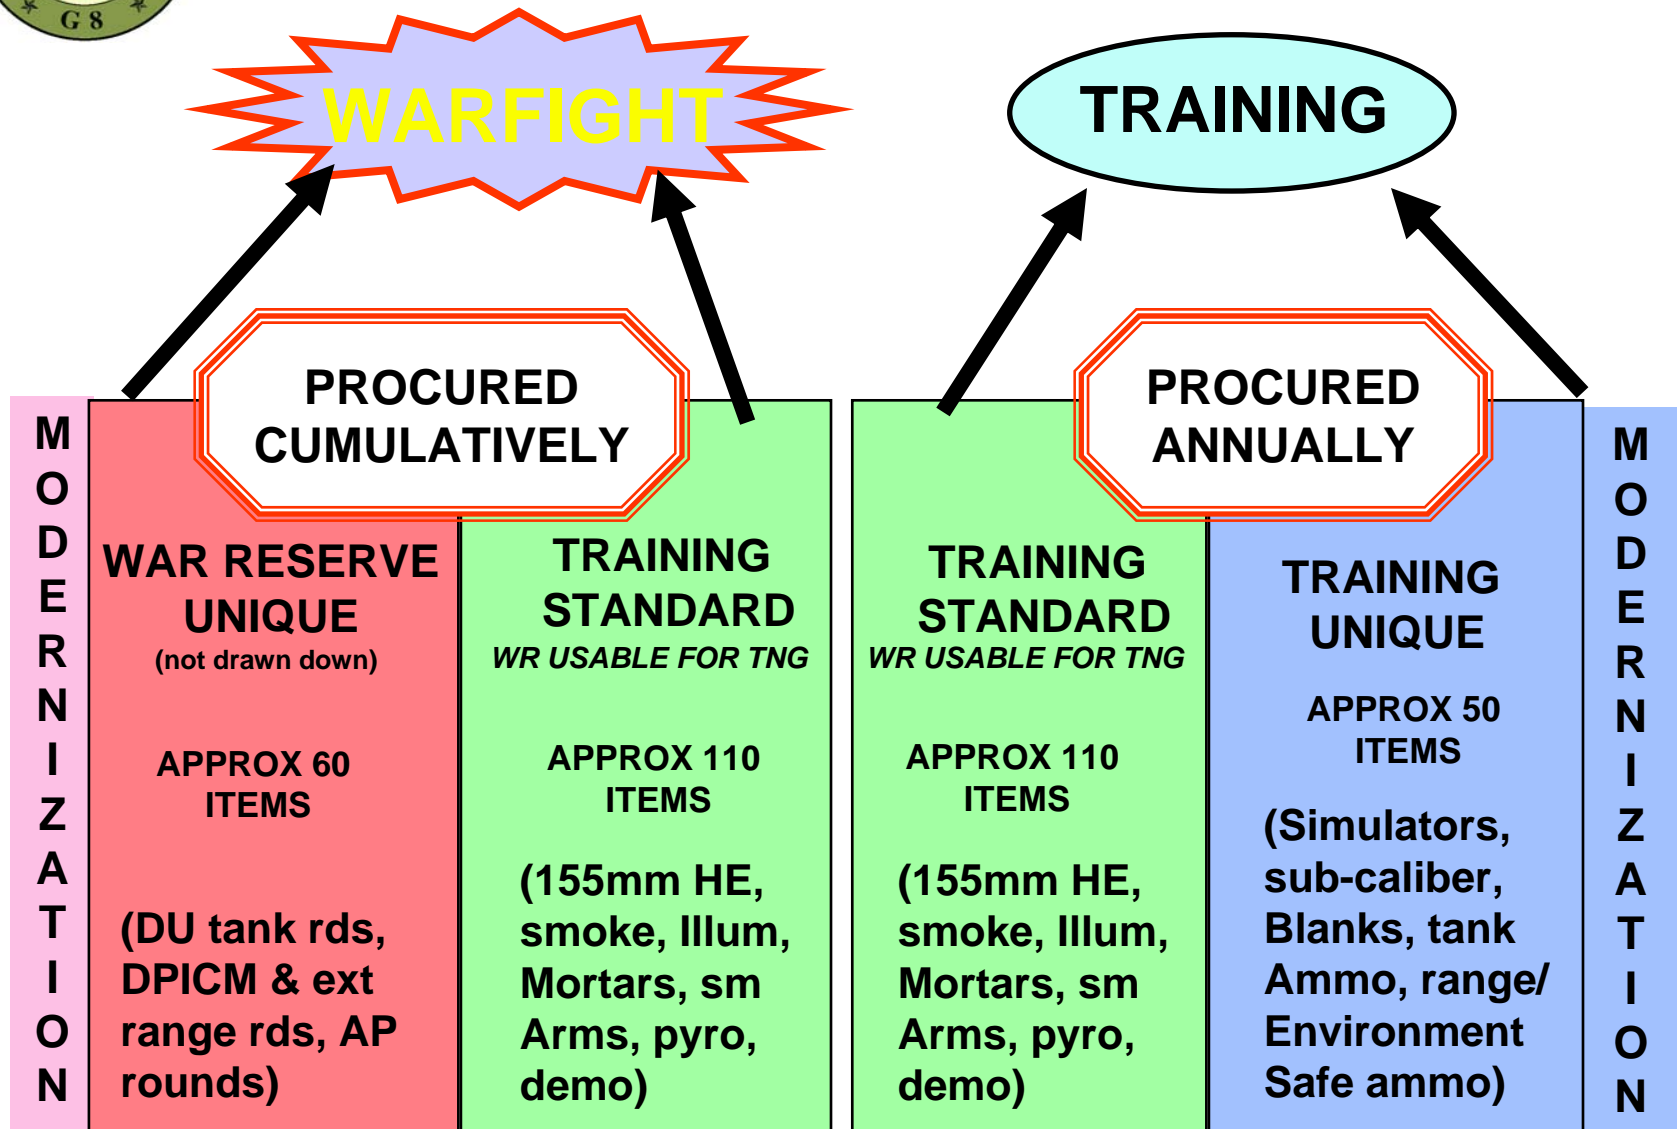 G 8
WARFIGHT
TRAINING
PROCURED
CUMULATIVELY
PROCURED
ANNUALLY
MODERNIZATION
WAR RESERVE
UNIQUE
(not drawn down)
APPROX 60
ITEMS
(DU tank rds,
DPICM & ext
range rds, AP
rounds)
TRAINING
STANDARD
WR USABLE FOR TNG
APPROX 110
ITEMS
(155mm HE,
smoke, Illum,
Mortars, sm
Arms, pyro,
demo)
TRAINING
STANDARD
WR USABLE FOR TNG
APPROX 110
ITEMS
(155mm HE,
smoke, Illum,
Mortars, sm
Arms, pyro,
demo)
TRAINING
UNIQUE
APPROX 50
ITEMS
(Simulators,
sub-caliber,
Blanks, tank
Ammo, range/
Environment
Safe ammo)
MODERNIZATION